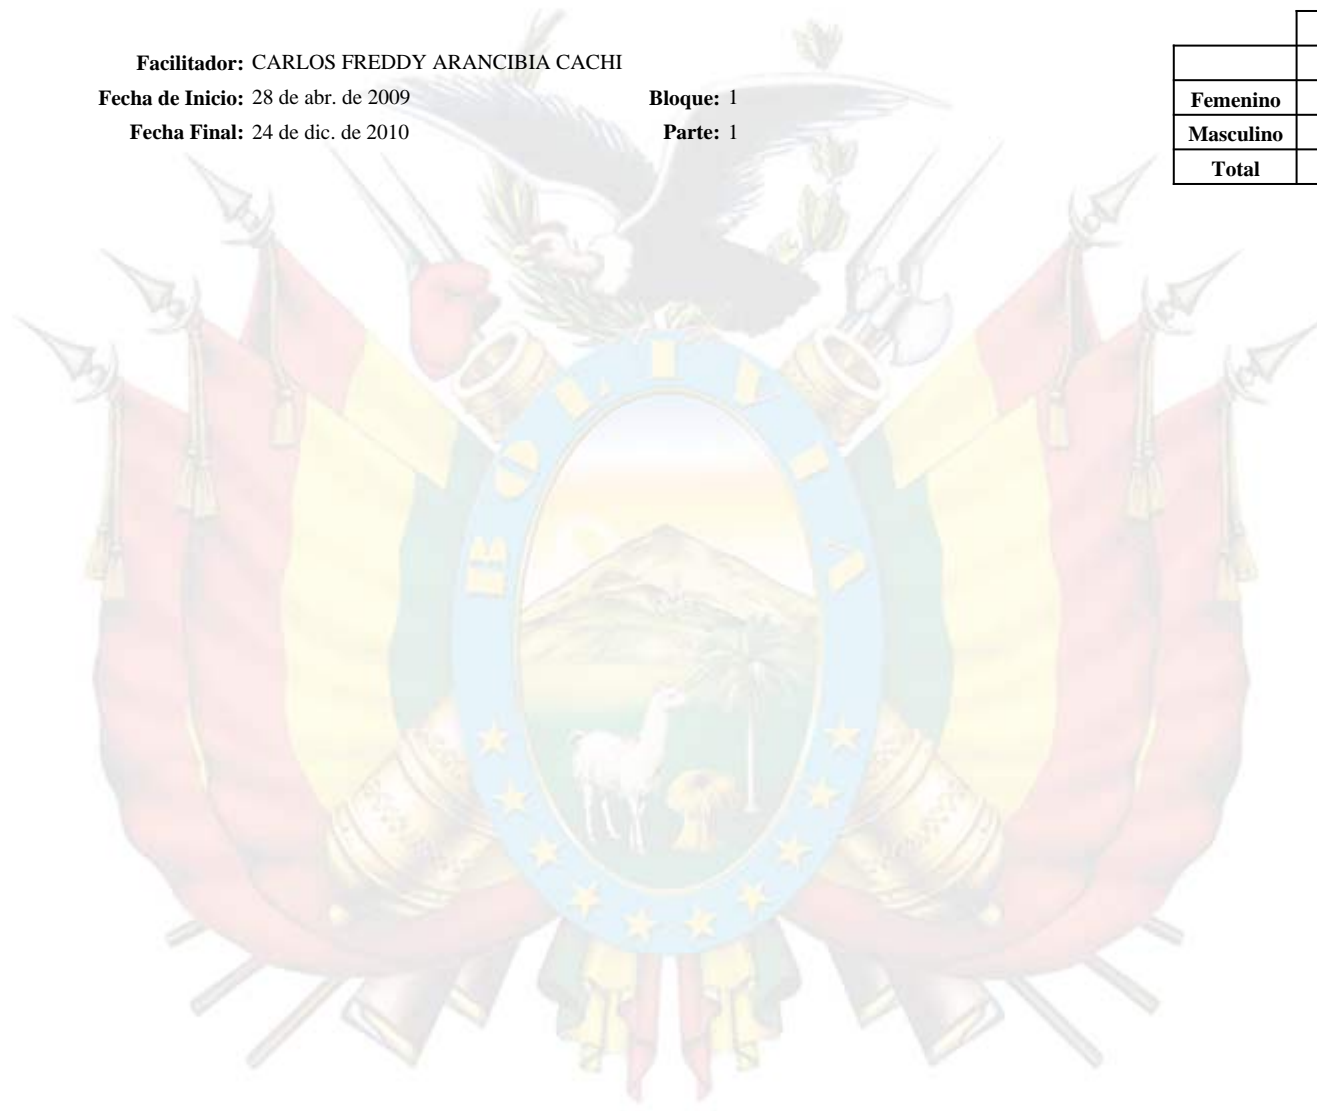 Facilitador: CARLOS FREDDY ARANCIBIA CACHI
Fecha de Inicio: 28 de abr. de 2009 Bloque: 1
Fecha Final: 24 de dic. de 2010 Parte: 1
Femenino
Masculino
Total
BOLIVIA